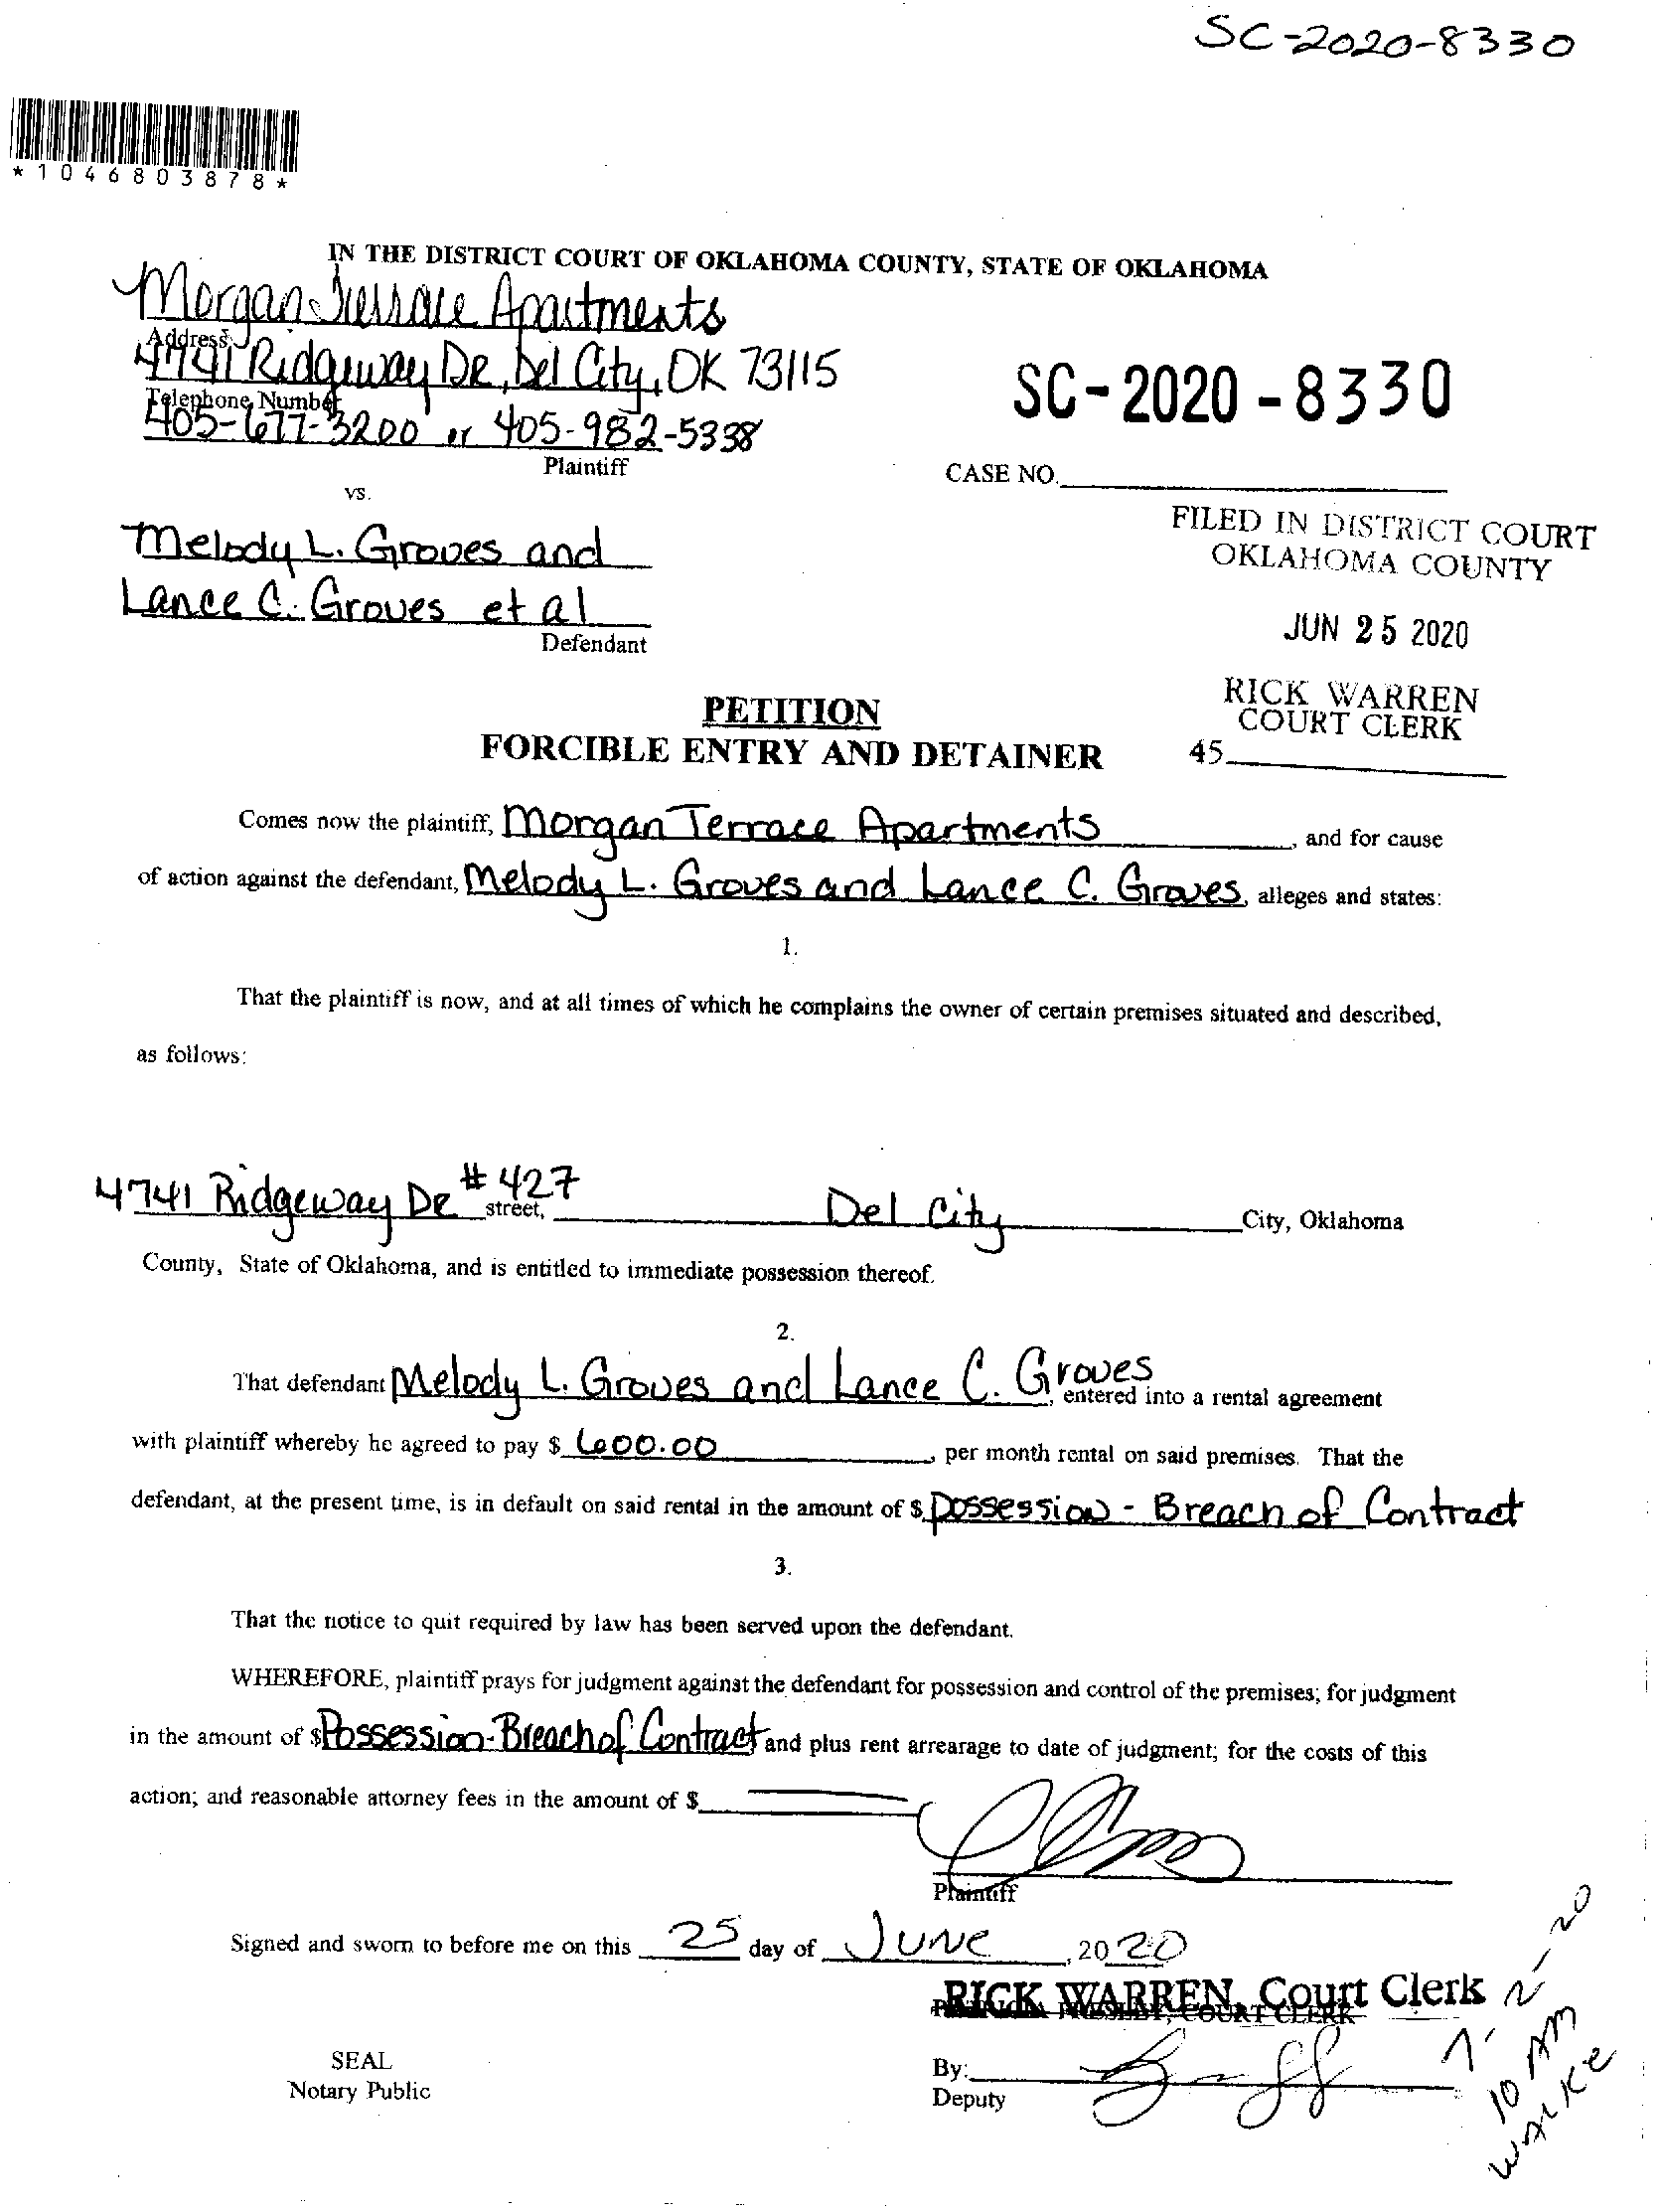 SC-2020-8330
*1046803878*
IN THE DISTRICT COURT OF OKLAHOMA COUNTY, STATE OF OKLAHOMA
Morgan Terrace Apartments
Address
4741 Ridgeway DR, Del City, OK 73115
Telephone Number
405-677-3200 or 405-982-5338
Plaintiff
SC-2020-8330
CASE NO.
vs.
Melody L. Groves and
Lance C. Groves et al
Defendant
FILED IN DISTRICT COURT
OKLAHOMA COUNTY
JUN 25 2020
RICK WARREN
COURT CLERK
45
PETITION
FORCIBLE ENTRY AND DETAINER
Comes now the plaintiff, Morgan Terrace Apartments, and for cause
of action against the defendant, Melody L. Groves and Lance C. Groves, alleges and states:
1.
That the plaintiff is now, and at all times of which he complains the owner of certain premises situated and described,
as follows:
4741 Ridgeway DR #427 street, Del City City, Oklahoma
County, State of Oklahoma, and is entitled to immediate possession thereof.
2.
That defendant Melody L. Groves and Lance C. Groves, entered into a rental agreement
with plaintiff whereby he agreed to pay $ 600.00, per month rental on said premises. That the
defendant, at the present time, is in default on said rental in the amount of $ possession - Breach of Contract
3.
That the notice to quit required by law has been served upon the defendant.
WHEREFORE, plaintiff prays for judgment against the defendant for possession and control of the premises; for judgment
in the amount of $ Possession-Breach of Contract and plus rent arrearage to date of judgment; for the costs of this
action; and reasonable attorney fees in the amount of $
Plaintiff
Signed and sworn to before me on this 25 day of June, 2020
RICK WARREN, Court Clerk
COURT CLERK
SEAL
Notary Public
By:
Deputy
7-2-20
10 AM
WALKE